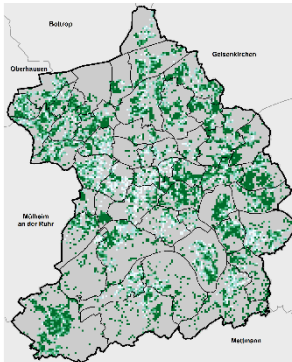 Bottrop
Gelsenkirchen
Oberhausen
Mülheim
an der Ruhr
Mettmann